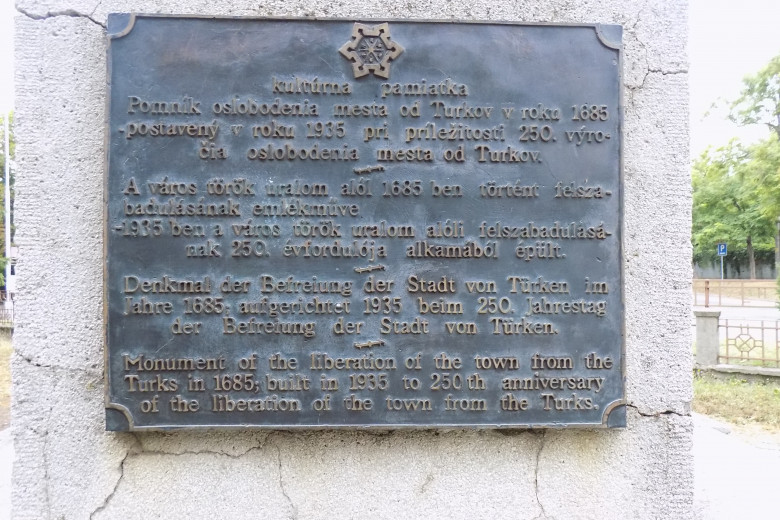 kultúrna pamiatka
Pomník oslobodenia mesta od Turkov v roku 1685
-postavený v roku 1935 pri príležitosti 250. výro-
čia oslobodenia mesta od Turkov.
A város török uralom alól 1685 ben történt felsza-
badulásának emlékműve
-1935 ben a város török uralom alóli felszabadulásá-
nak 250. évfordulója alkamából épült.
Denkmal der Befreiung der Stadt von Türken im
Jahre 1685; aufgerichtet 1935 beim 250. Jahrestag
der Befreiung der Stadt von Türken.
Monument of the liberation of the town from the
Turks in 1685; built in 1935 to 250th anniversary
of the liberation of the town from the Turks.
P